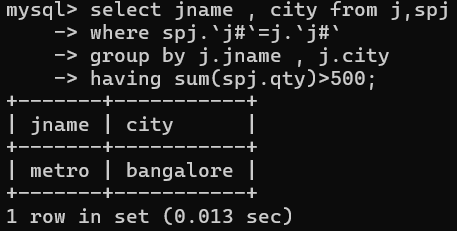 mysql> select jname , city from j,spj
    -> where spj.`j#`=j.`j#`
    -> group by j.jname , j.city
    -> having sum(spj.qty)>500;
+-------+-----------+
| jname | city      |
+-------+-----------+
| metro | bangalore |
+-------+-----------+
1 row in set (0.013 sec)